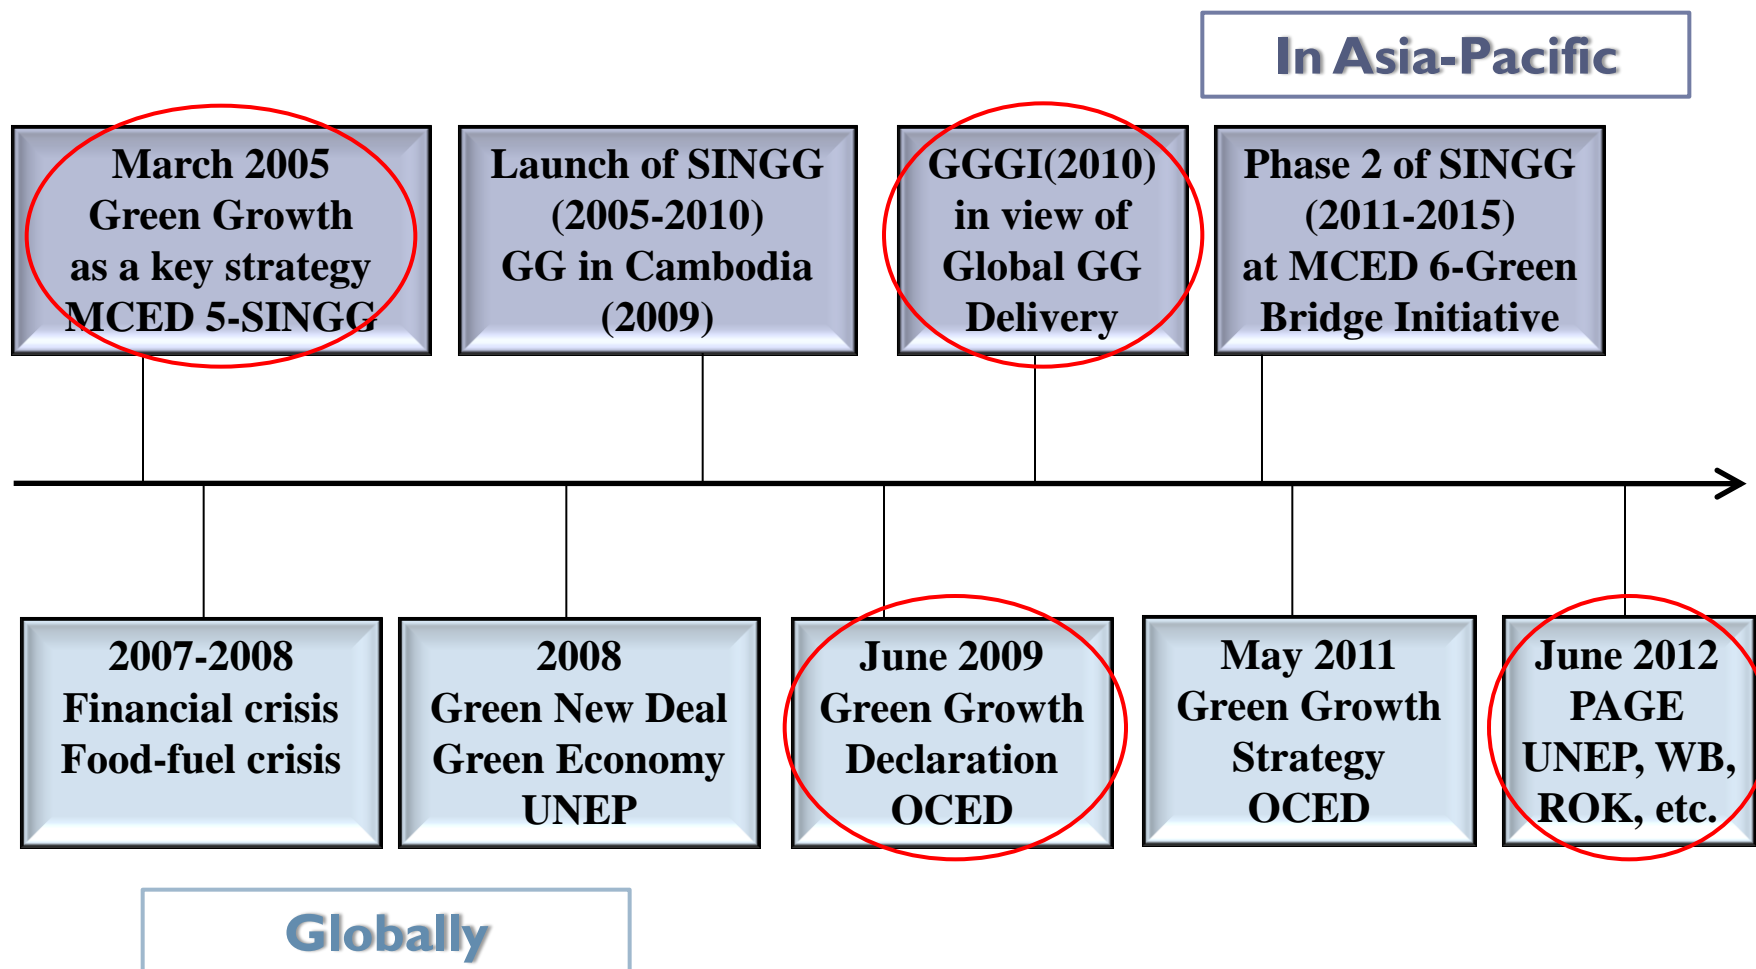 In Asia-Pacific
March 2005
Green Growth
as a key strategy
MCED 5-SINGG
Launch of SINGG
(2005-2010)
GG in Cambodia
(2009)
GGGI(2010)
in view of
Global GG
Delivery
Phase 2 of SINGG
(2011-2015)
at MCED 6-Green
Bridge Initiative
2007-2008
Financial crisis
Food-fuel crisis
2008
Green New Deal
Green Economy
UNEP
June 2009
Green Growth
Declaration
OCED
May 2011
Green Growth
Strategy
OCED
June 2012
PAGE
UNEP, WB,
ROK, etc.
Globally